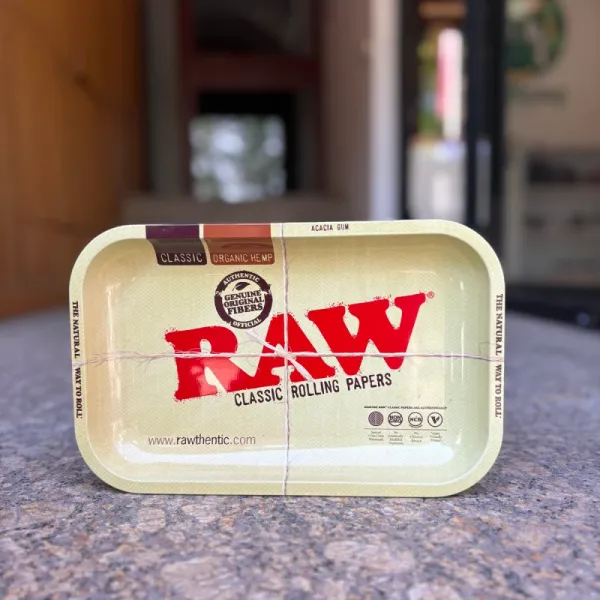 ACACIA GUM
CLASSIC
ORGANIC HEMP
AUTHENTIC
GENUINE
ORIGINAL
FIBERS
OFFICIAL
RAW®
CLASSIC ROLLING PAPERS
THE NATURAL WAY TO ROLL
THE NATURAL WAY TO ROLL
www.rawthentic.com